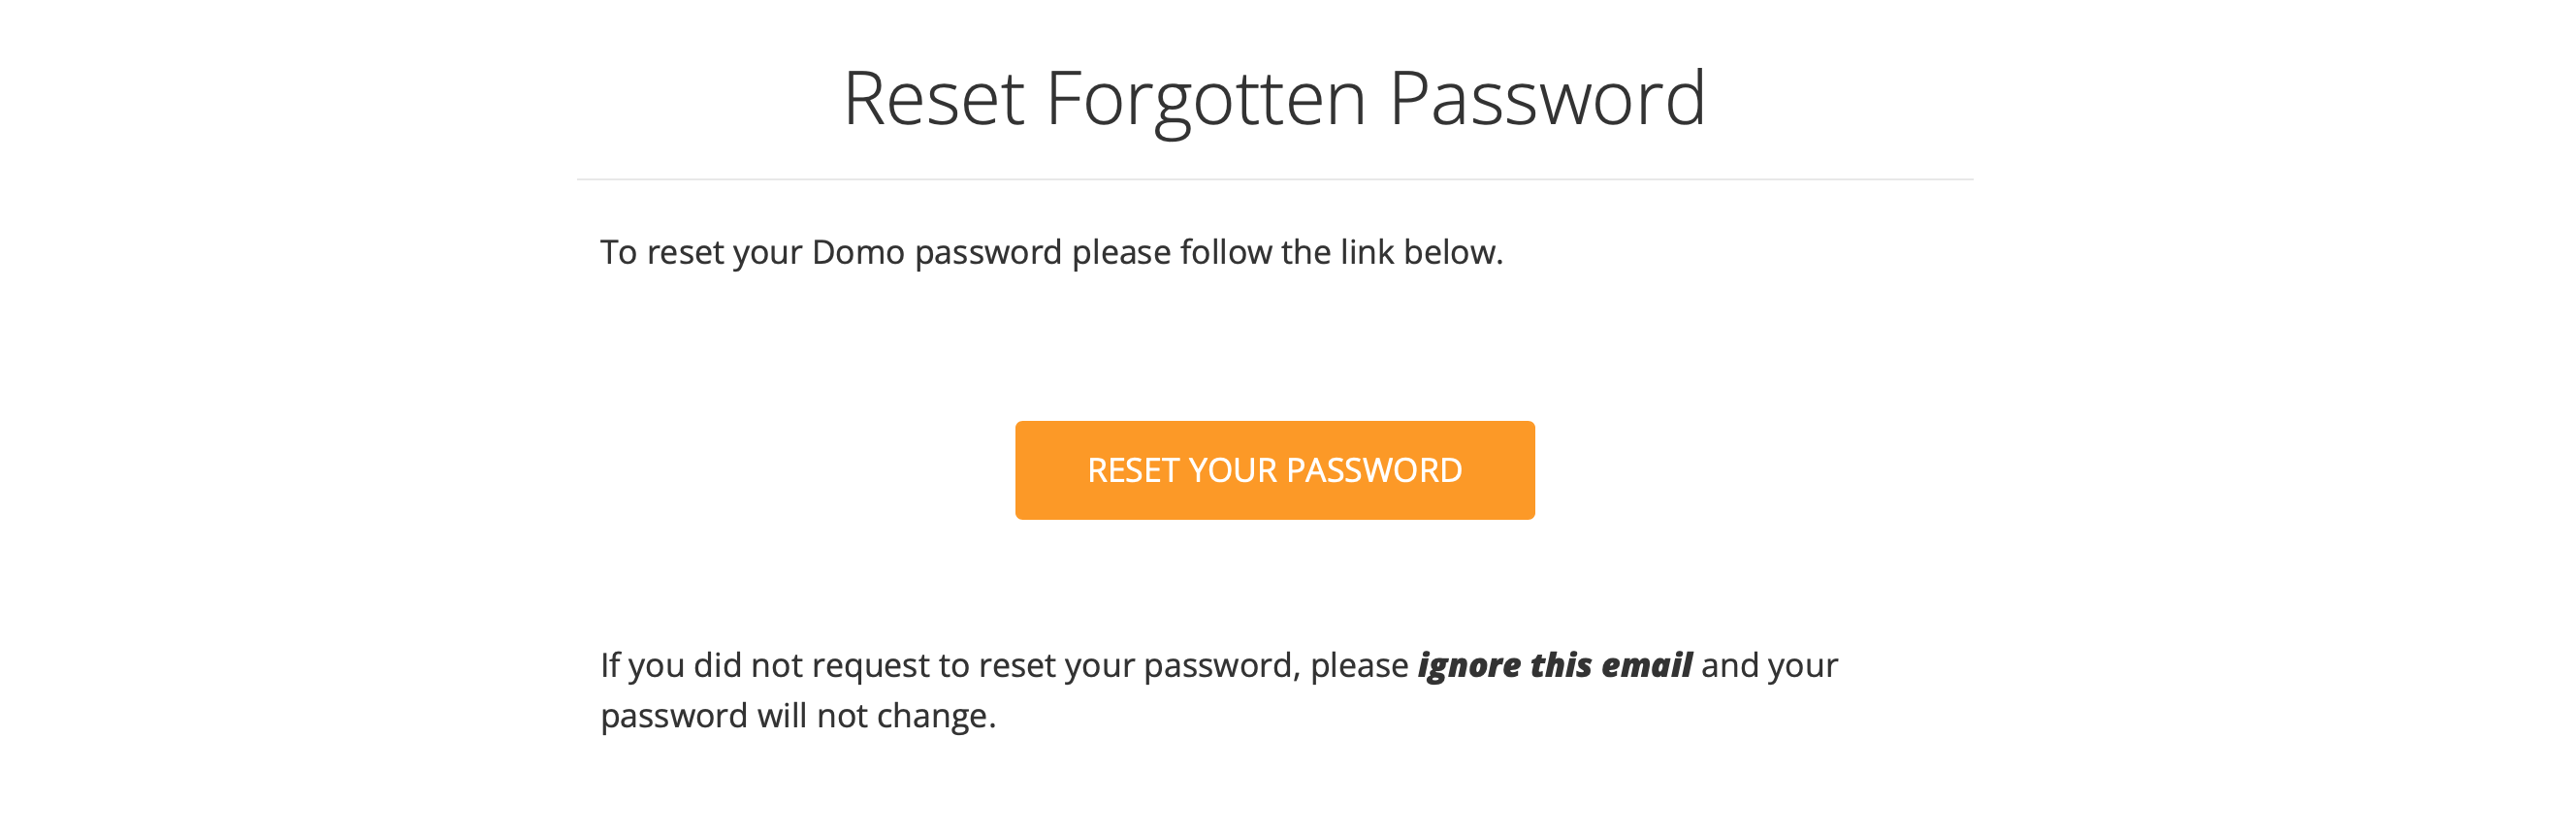 Reset Forgotten Password
To reset your Domo password please follow the link below.
RESET YOUR PASSWORD
If you did not request to reset your password, please ignore this email and your
password will not change.